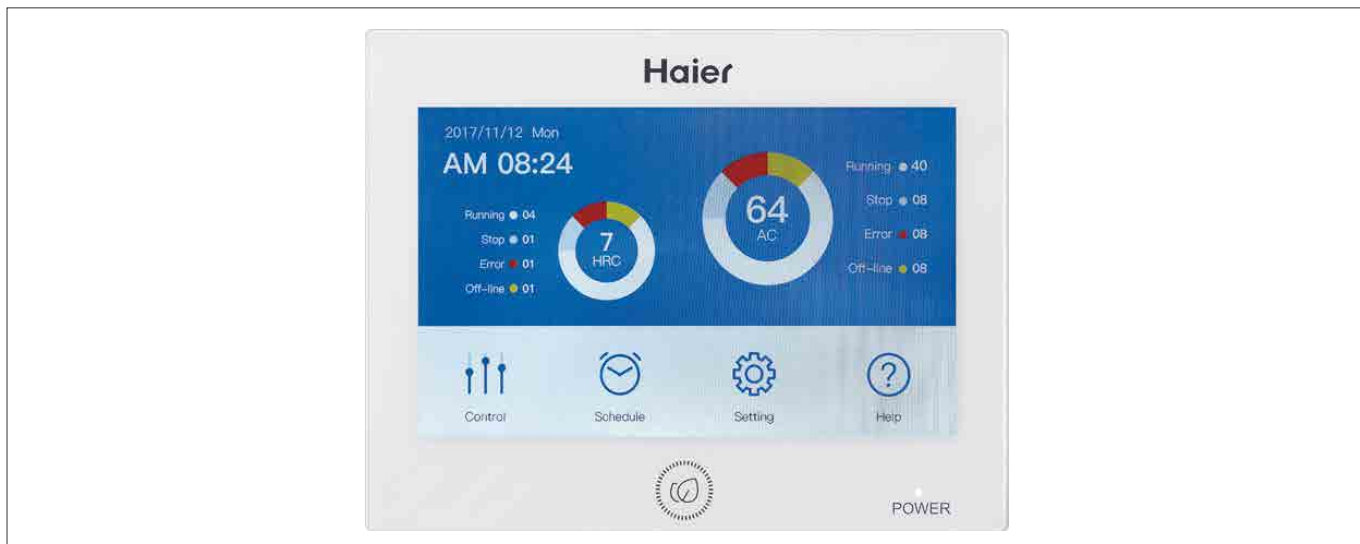 Haier
2017/11/12 Mon
AM 08:24
Running 04
Stop 01
Error 01
Off-line 01
7
HRC
64
AC
Running 40
Stop 08
Error 08
Off-line 08
Control
Schedule
Setting
Help
POWER